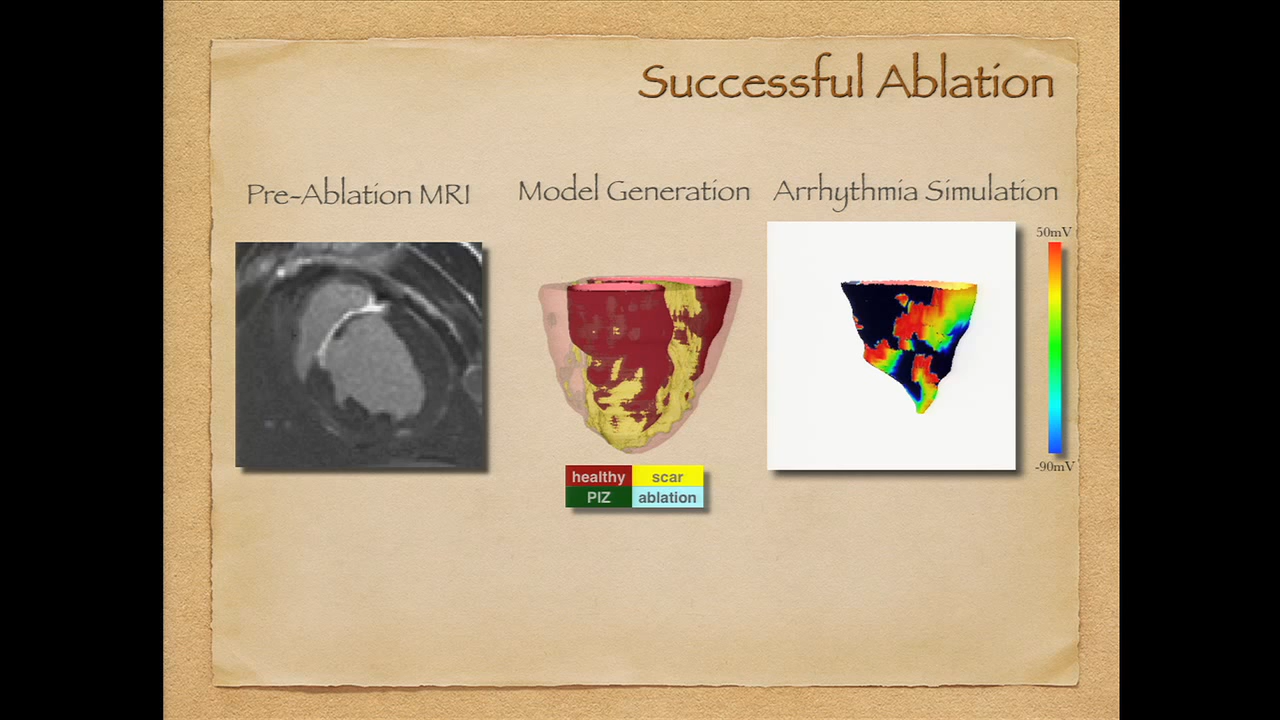 Successful Ablation
Pre-Ablation MRI
Model Generation
Arrhythmia Simulation
50mV
-90mV
healthy scar
PIZ ablation